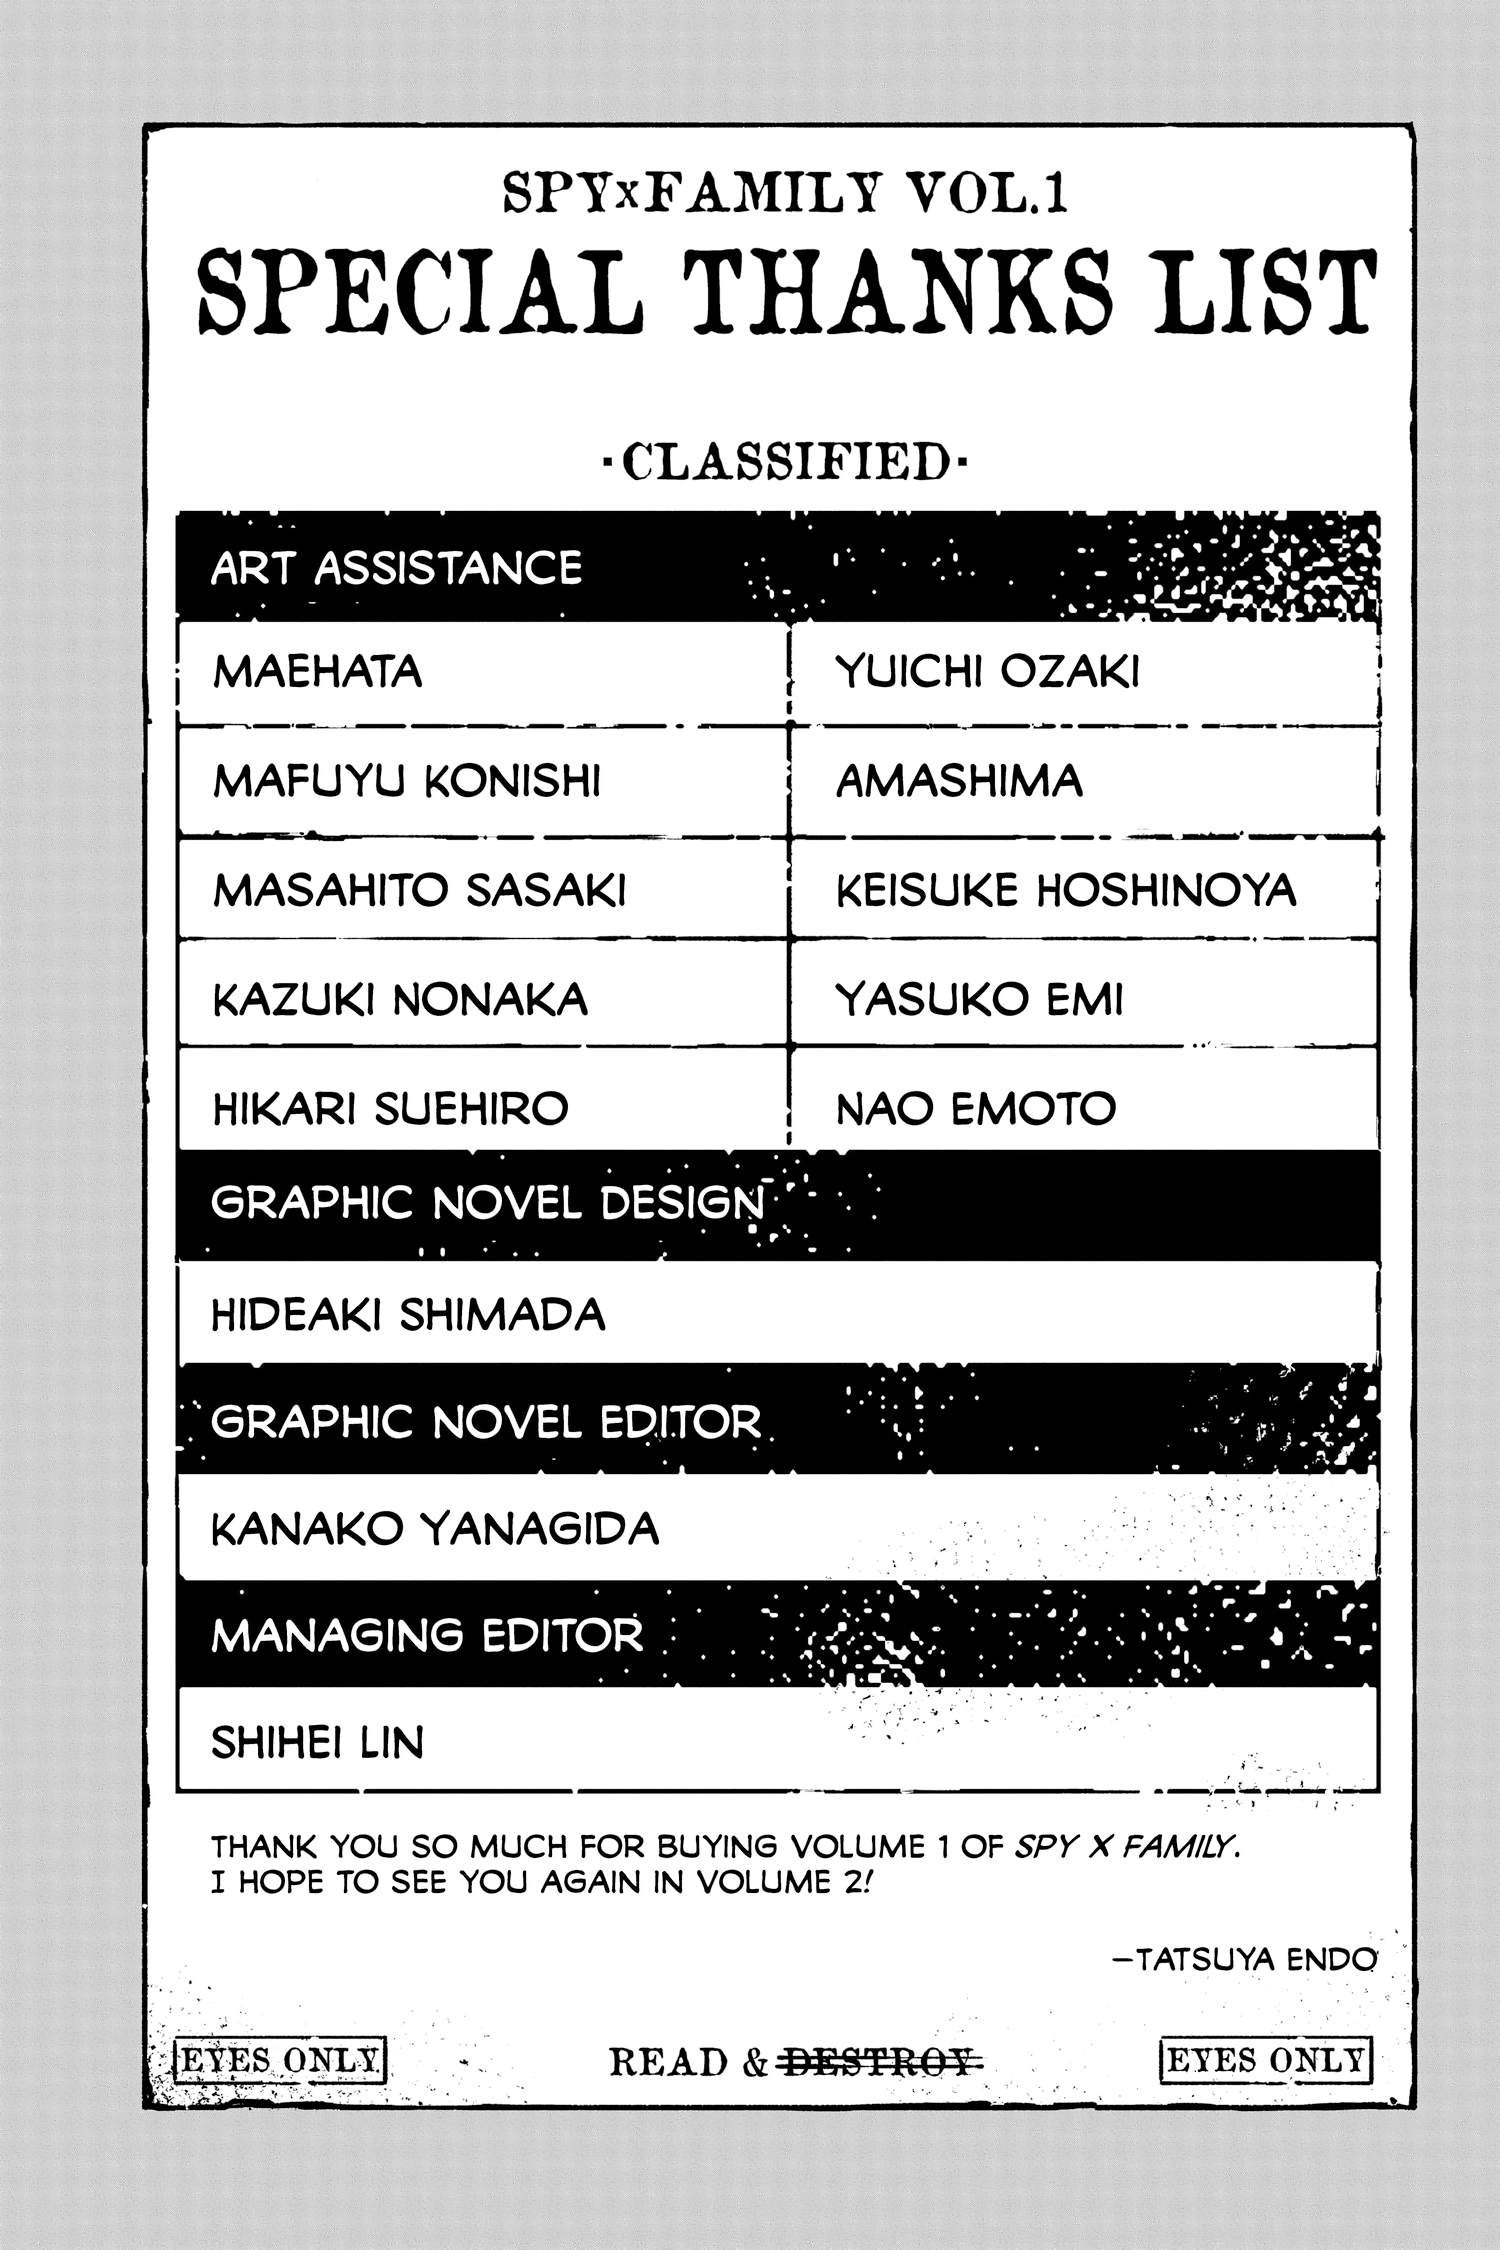 SPYxFAMILY VOL.1
SPECIAL THANKS LIST
·CLASSIFIED·
ART ASSISTANCE
MAEHATA YUICHI OZAKI
MAFUYU KONISHI AMASHIMA
MASAHITO SASAKI KEISUKE HOSHINOYA
KAZUKI NONAKA YASUKO EMI
HIKARI SUEHIRO NAO EMOTO
GRAPHIC NOVEL DESIGN
HIDEAKI SHIMADA
GRAPHIC NOVEL EDITOR
KANAKO YANAGIDA
MANAGING EDITOR
SHIHEI LIN
THANK YOU SO MUCH FOR BUYING VOLUME 1 OF SPY X FAMILY.
I HOPE TO SEE YOU AGAIN IN VOLUME 2!
–TATSUYA ENDO
EYES ONLY READ & DESTROY EYES ONLY